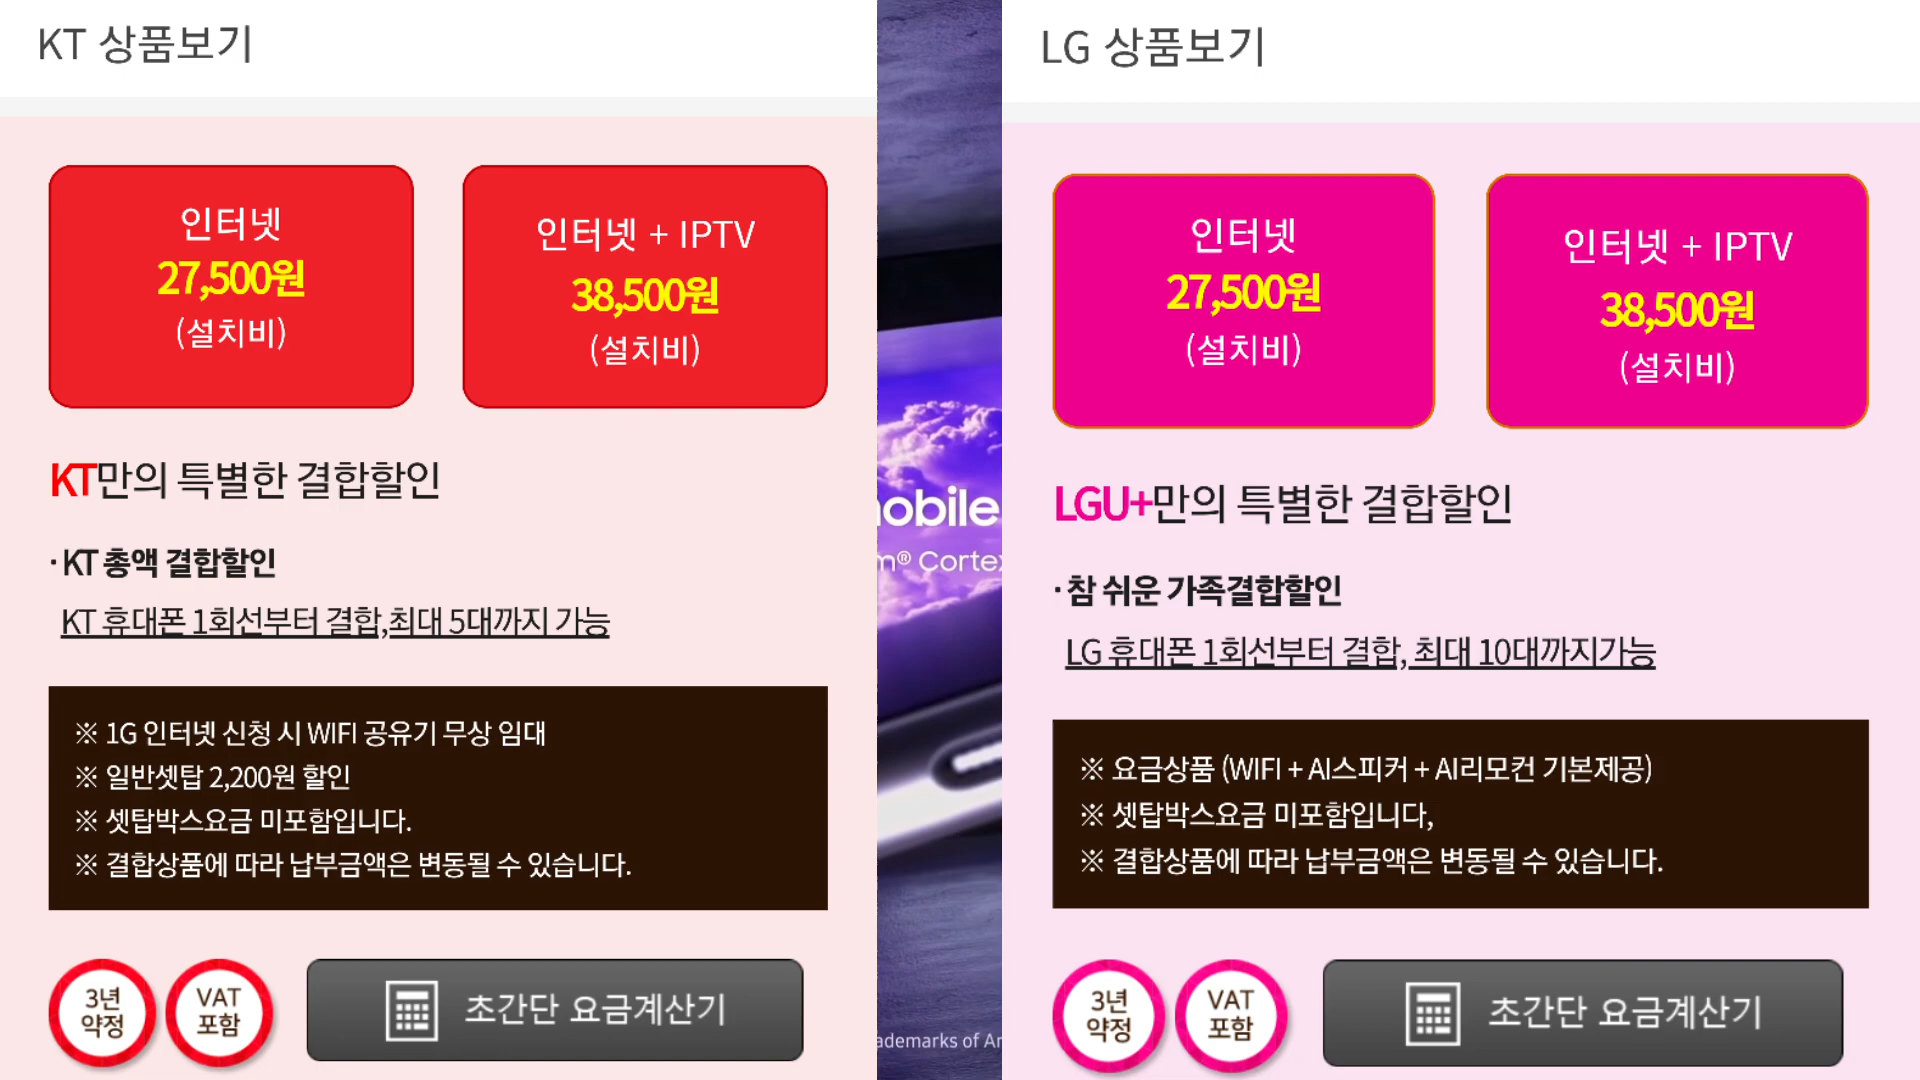 KT 상품보기
인터넷
27,500원
(설치비)
인터넷 + IPTV
38,500원
(설치비)
KT만의 특별한 결합할인
· KT 총액 결합할인
KT 휴대폰 1회선부터 결합,최대 5대까지 가능
※ 1G 인터넷 신청 시 WIFI 공유기 무상 임대
※ 일반셋탑 2,200원 할인
※ 셋탑박스요금 미포함입니다.
※ 결합상품에 따라 납부금액은 변동될 수 있습니다.
3년
약정
VAT
포함
초간단 요금계산기
obile
® Cortex
ademarks of Ar
LG 상품보기
인터넷
27,500원
(설치비)
인터넷 + IPTV
38,500원
(설치비)
LGU+만의 특별한 결합할인
· 참 쉬운 가족결합할인
LG 휴대폰 1회선부터 결합, 최대 10대까지가능
※ 요금상품 (WIFI + AI스피커 + AI리모컨 기본제공)
※ 셋탑박스요금 미포함입니다,
※ 결합상품에 따라 납부금액은 변동될 수 있습니다.
3년
약정
VAT
포함
초간단 요금계산기